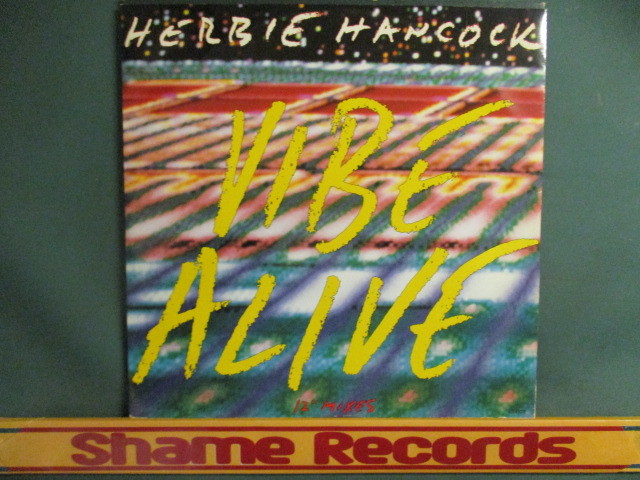 HERBIE HANCOCK
VIBE
ALIVE
12" MIXES
Shame Records